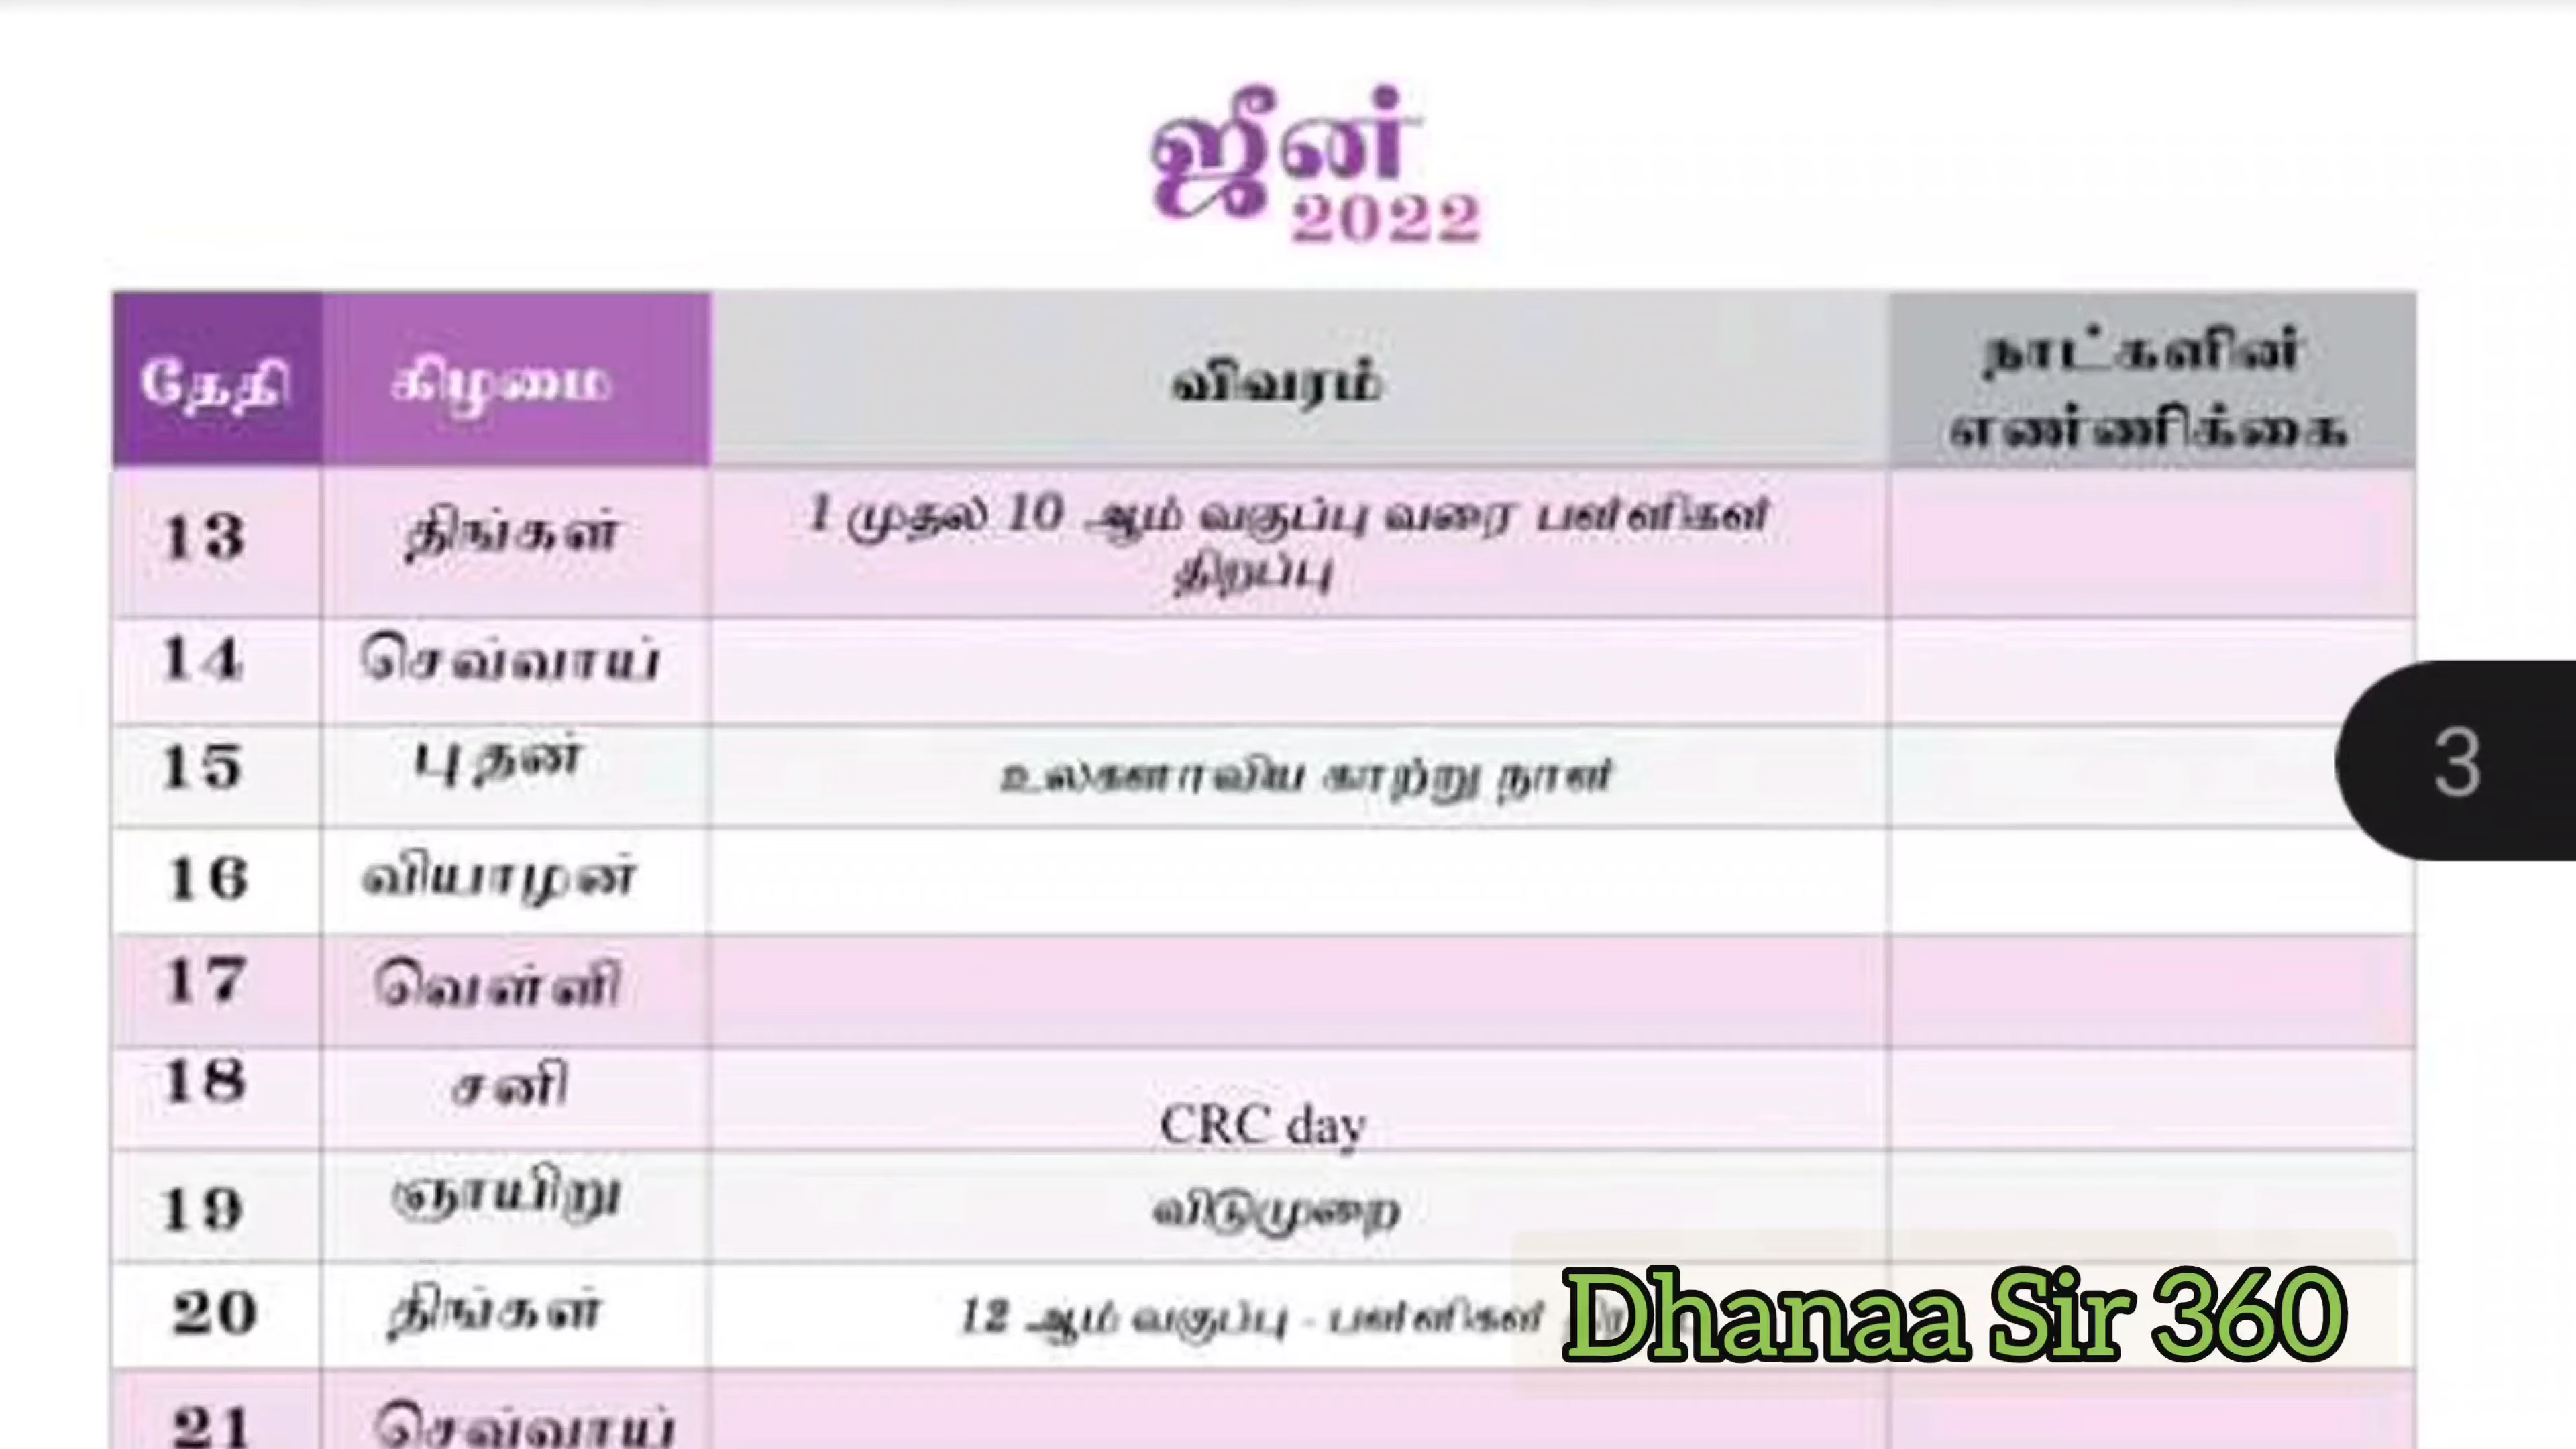 ஜீன்
2022
தேதி கிழமை விவரம் நாட்களின் எண்ணிக்கை
13 திங்கள் 1 முதல் 10 ஆம் வகுப்பு வரை பள்ளிகள்
திறப்பு
14 செவ்வாய்
15 புதன் உலகளாவிய காற்று நாள்
3
16 வியாழன்
17 வெள்ளி
18 சனி CRC day
19 ஞாயிறு விடுமுறை
20 திங்கள் 12 ஆம் வகுப்பு - பள்ளிகள்
Dhanaa Sir 360
21 செவ்வாய்